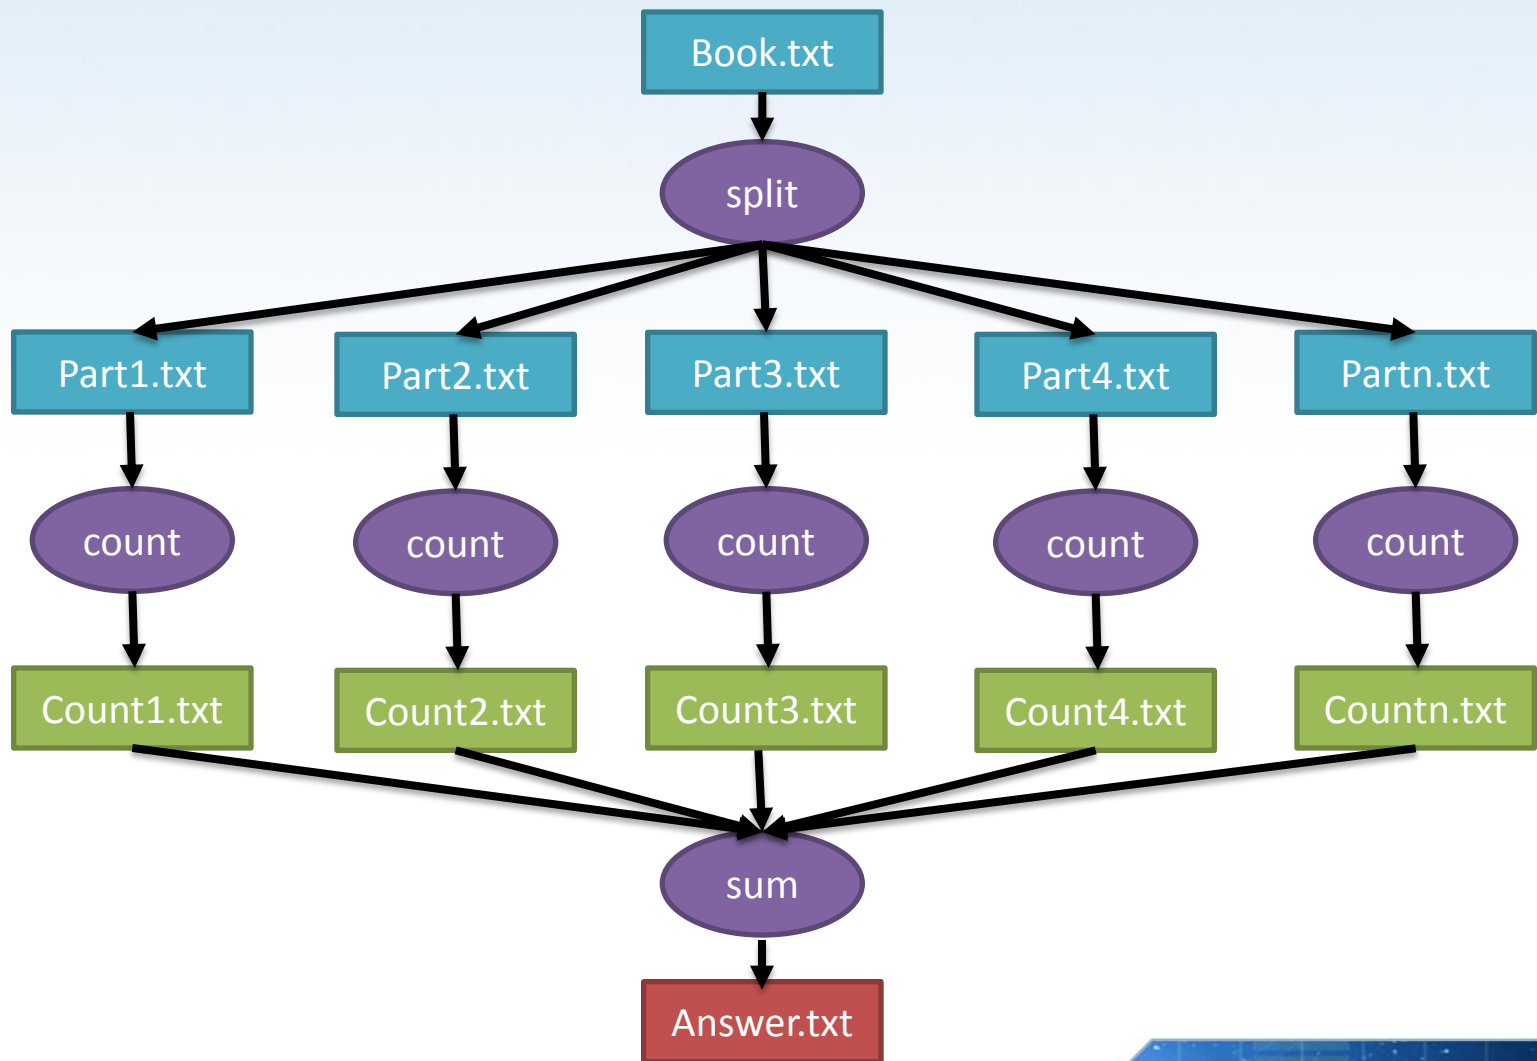 Book.txt
split
Part1.txt
Part2.txt
Part3.txt
Part4.txt
Partn.txt
count
count
count
count
count
Count1.txt
Count2.txt
Count3.txt
Count4.txt
Countn.txt
sum
Answer.txt